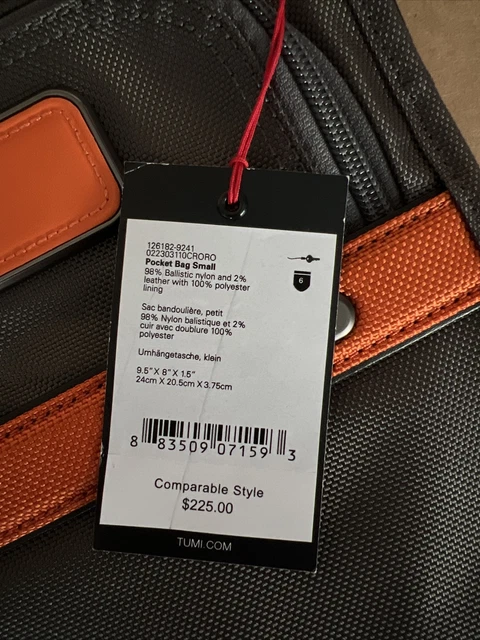 126182-9241
022303110CRORO
Pocket Bag Small
98% Ballistic nylon and 2%
leather with 100% polyester
lining
6
Sac bandoulière, petit
98% Nylon balistique et 2%
cuir avec doublure 100%
polyester
Umhängetasche, klein
9.5" X 8" X 1.5"
24cm X 20.5cm X 3.75cm
8 83509 07159 3
Comparable Style
$225.00
TUMI.COM